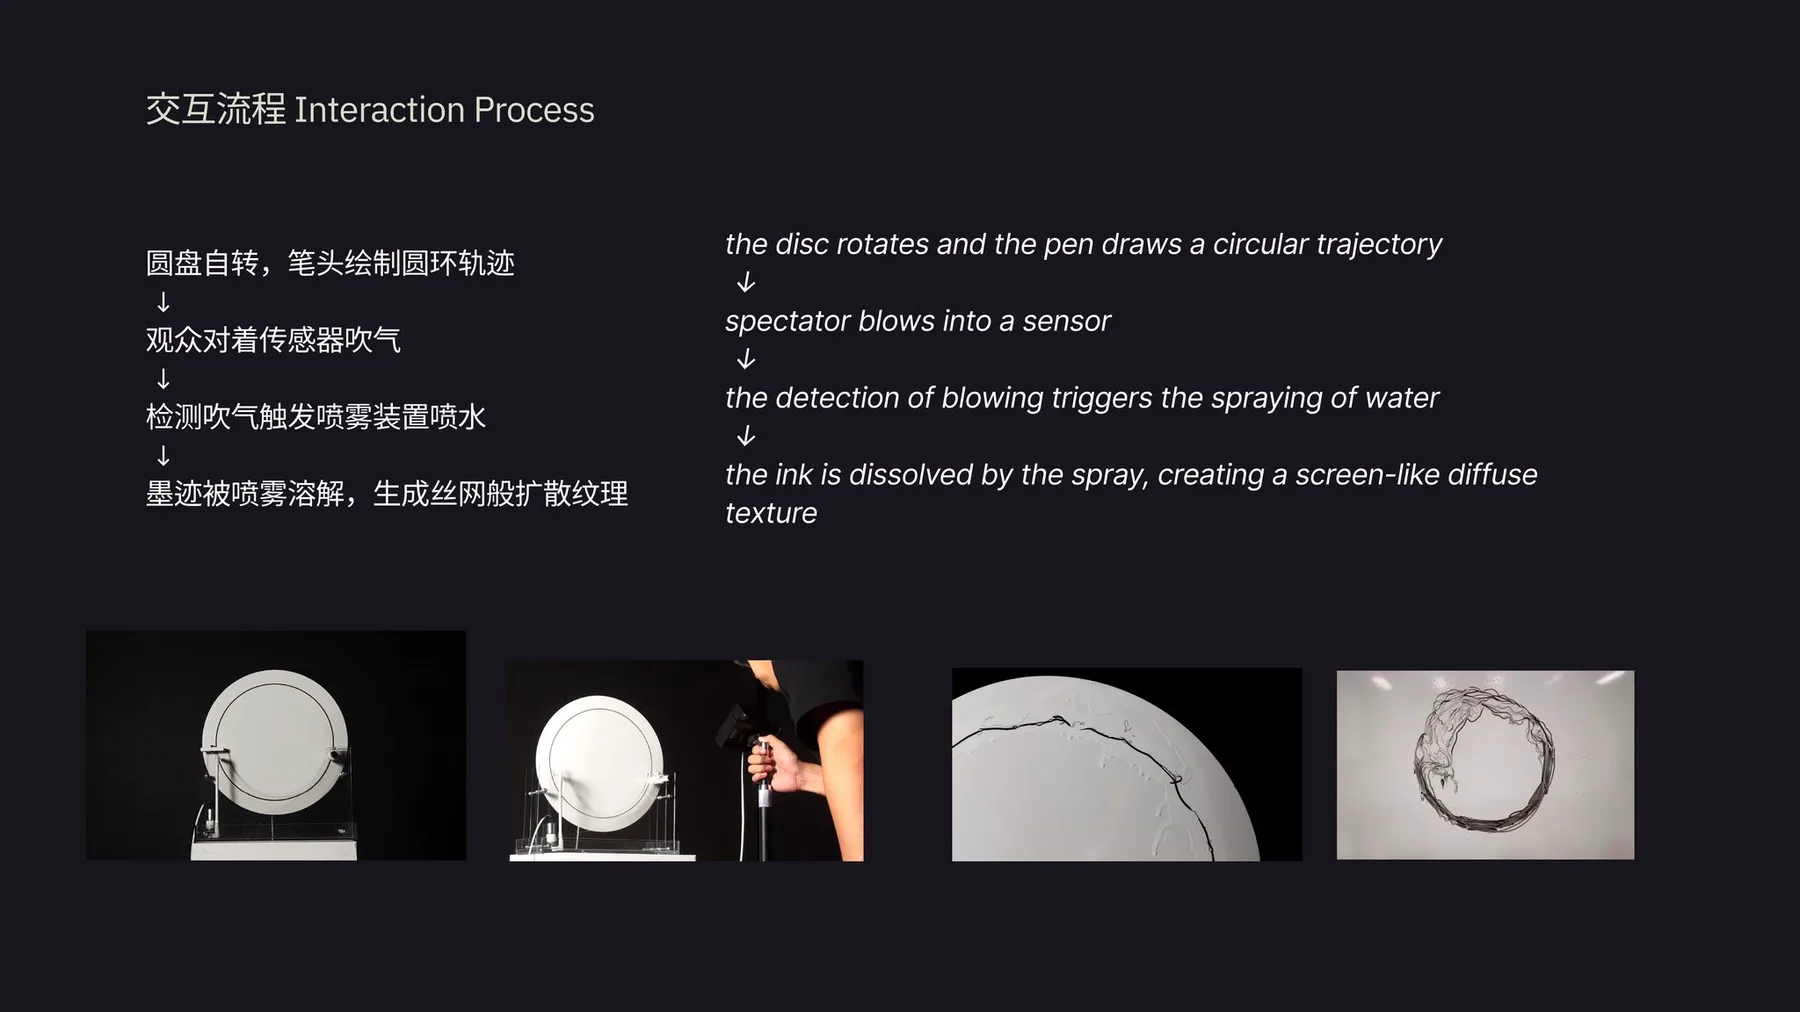 交互流程 Interaction Process
圆盘自转，笔头绘制圆环轨迹
↓
观众对着传感器吹气
↓
检测吹气触发喷雾装置喷水
↓
墨迹被喷雾溶解，生成丝网般扩散纹理
the disc rotates and the pen draws a circular trajectory
↓
spectator blows into a sensor
↓
the detection of blowing triggers the spraying of water
↓
the ink is dissolved by the spray, creating a screen-like diffuse
texture